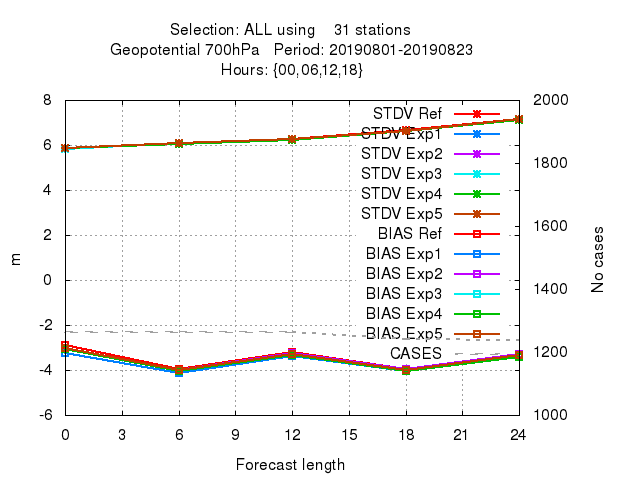 Selection: ALL using 31 stations
Geopotential 700hPa Period: 20190801-20190823
Hours: {00,06,12,18}
8
6
4
2
0
-2
-4
-6
m
2000
1800
1600
1400
1200
1000
No cases
STDV Ref
STDV Exp1
STDV Exp2
STDV Exp3
STDV Exp4
STDV Exp5
BIAS Ref
BIAS Exp1
BIAS Exp2
BIAS Exp3
BIAS Exp4
BIAS Exp5
CASES
0 3 6 9 12 15 18 21 24
Forecast length